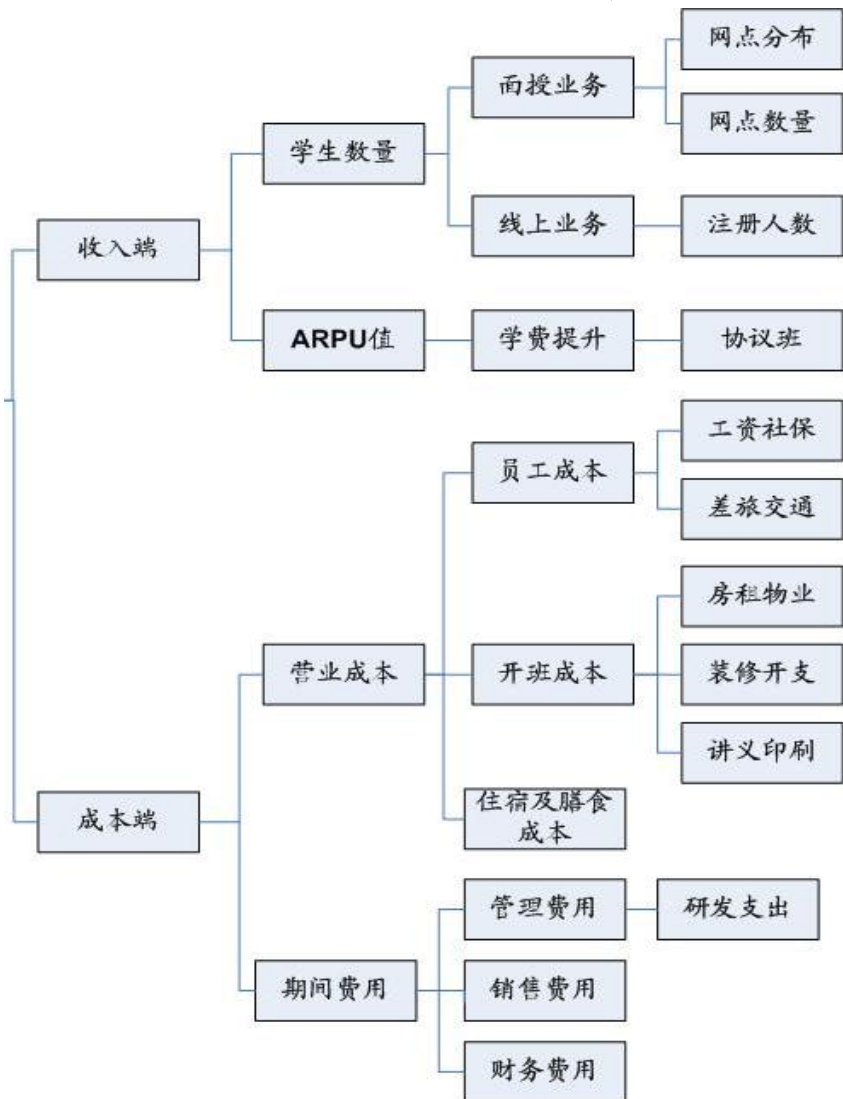 网点分布
面授业务
网点数量
学生数量
线上业务
注册人数
收入端
ARPU值
学费提升
协议班
工资社保
员工成本
差旅交通
房租物业
营业成本
开班成本
装修开支
讲义印刷
住宿及膳食
成本
成本端
管理费用
研发支出
期间费用
销售费用
财务费用